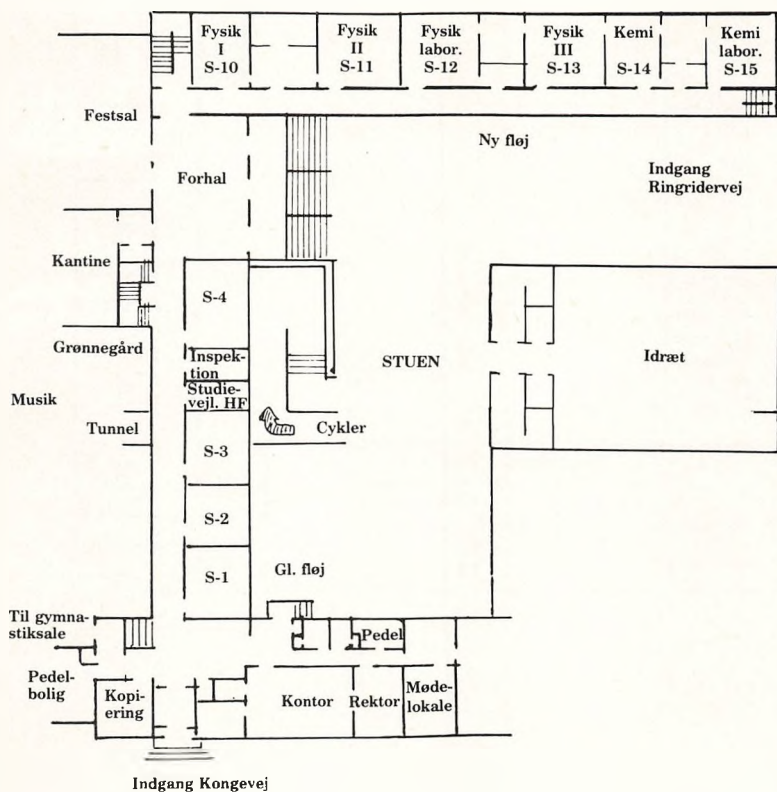 Fysik
I
S-10
Fysik
II
S-11
Fysik
labor.
S-12
Fysik
III
S-13
Kemi
S-14
Kemi
labor.
S-15
Festsal
Ny fløj
Indgang
Ringridervej
Forhal
Kantine
S-4
Grønnegård
Inspek-
tion
STUEN
Idræt
Studie-
vejl. HF
Musik
Tunnel
Cykler
S-3
S-2
S-1
Gl. fløj
Til gymna-
stiksale
Pedel
Pedel-
bolig
Kopi-
ering
Kontor
Rektor
Møde-
lokale
Indgang Kongevej